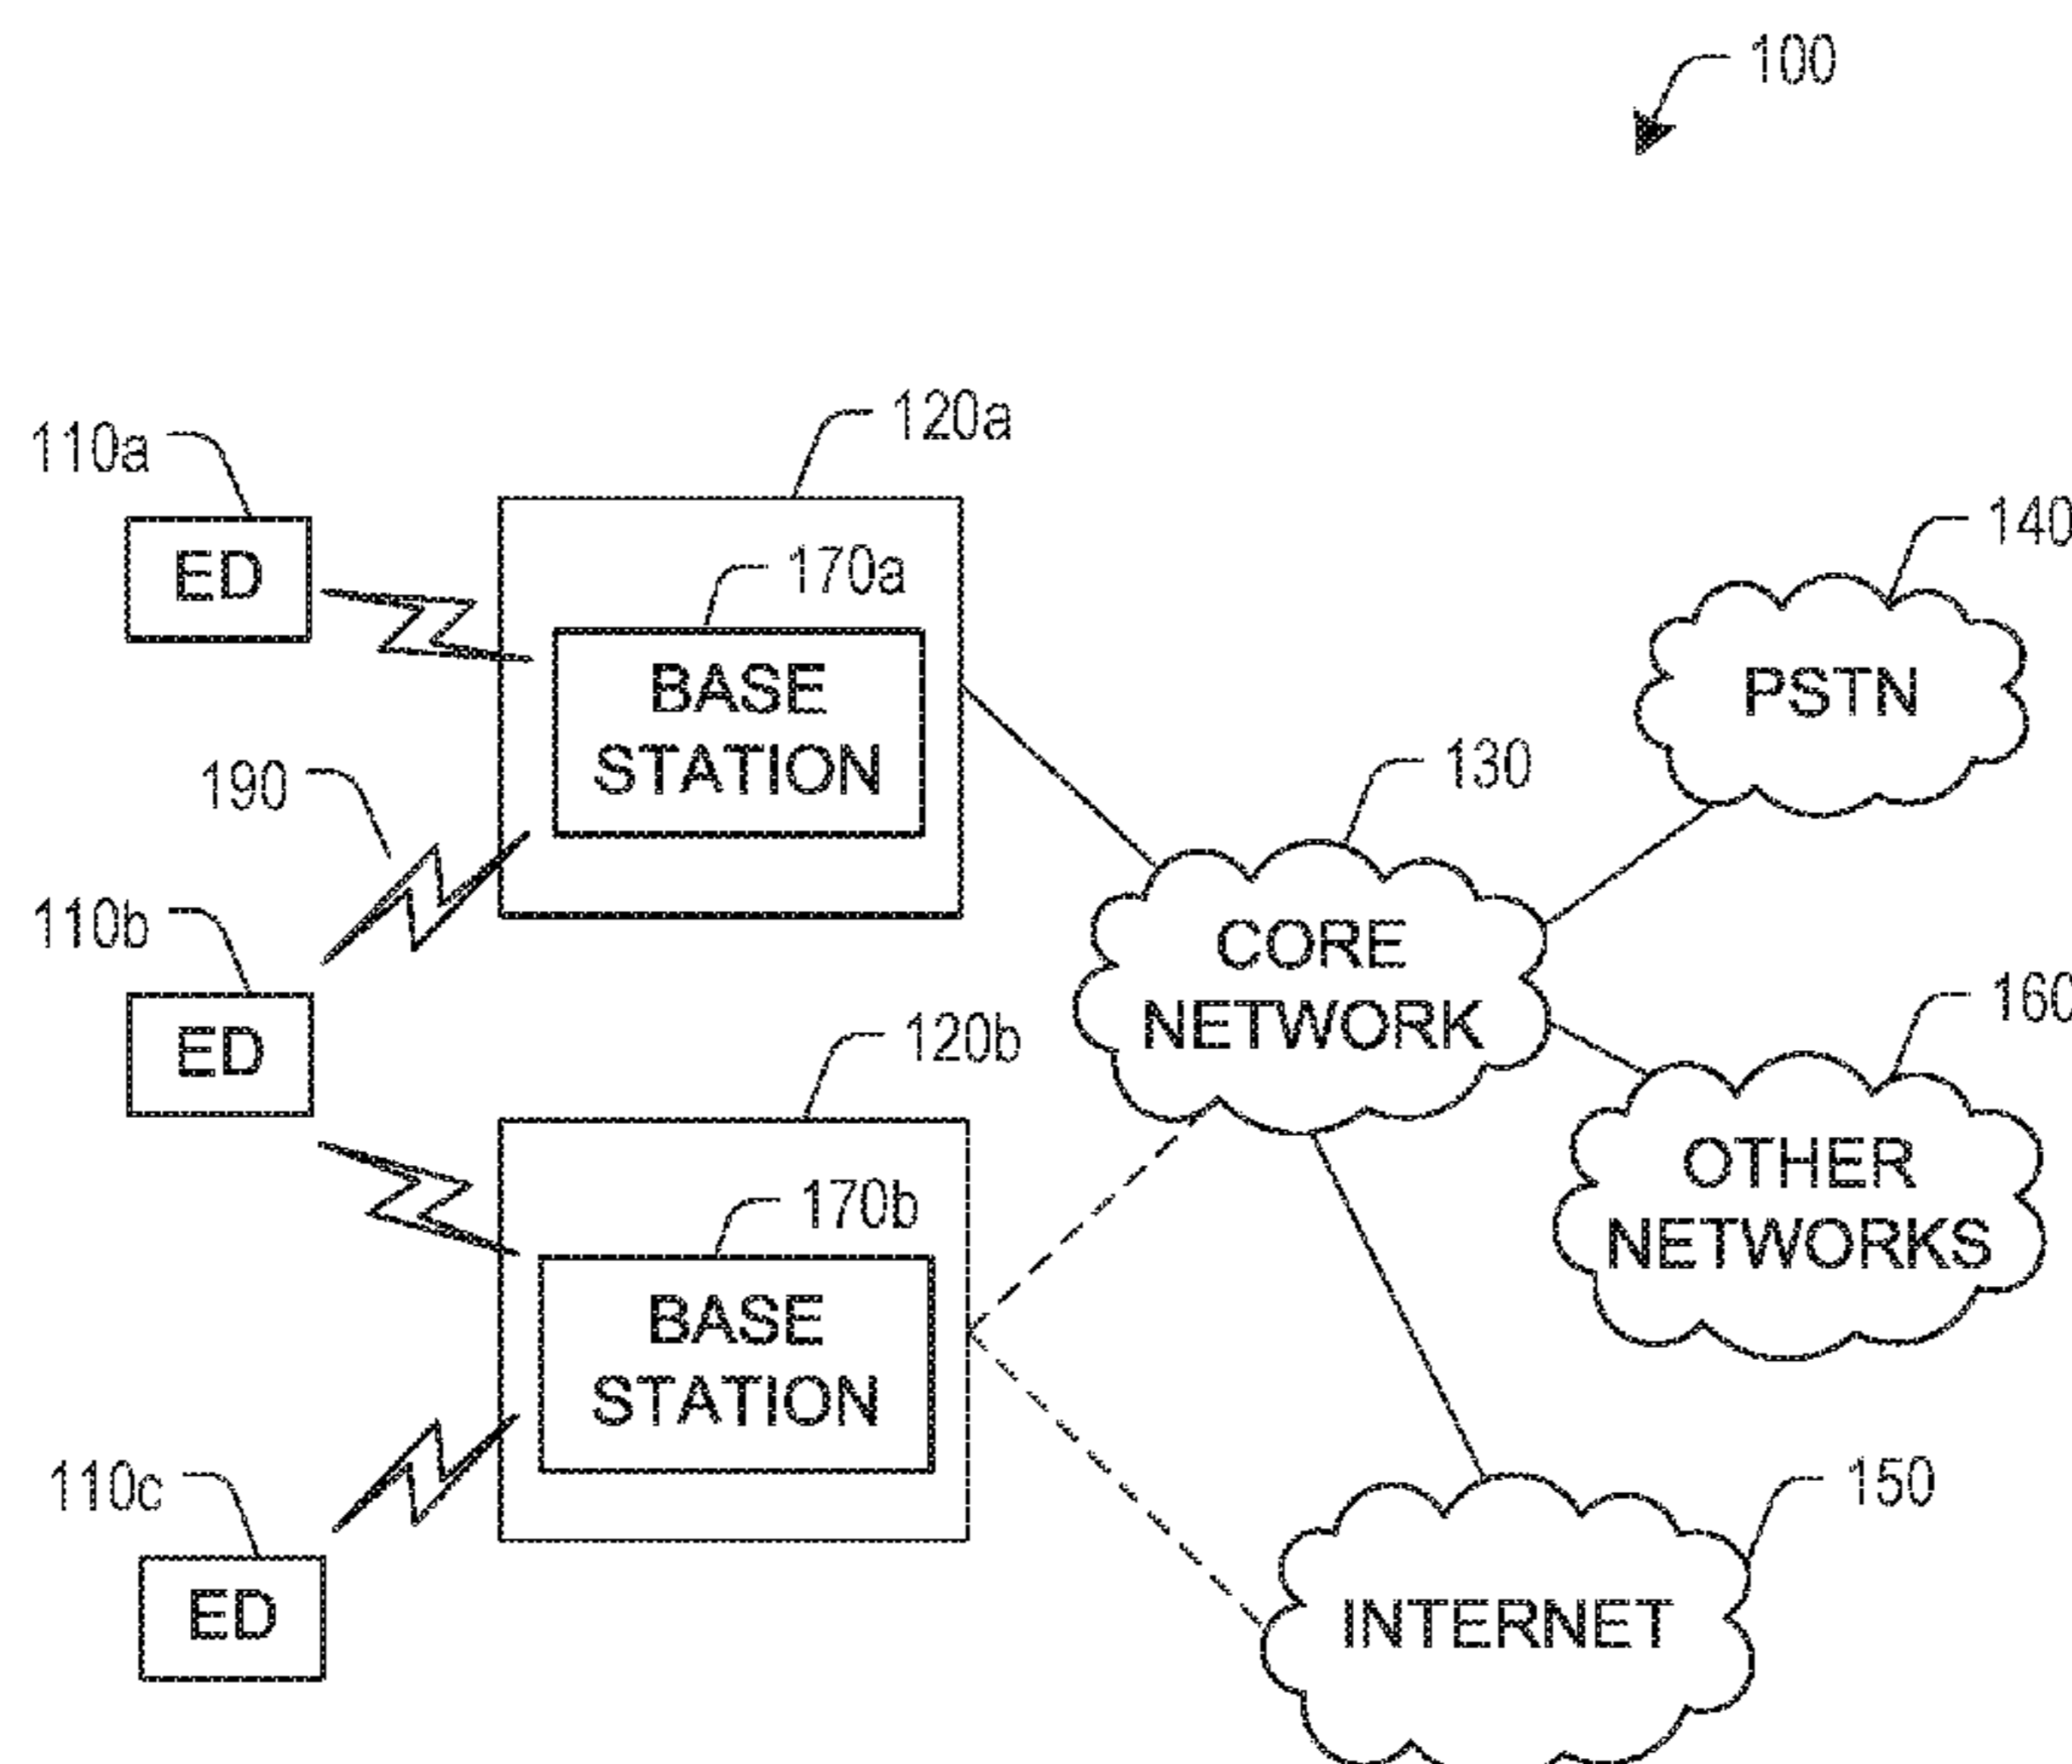 100
120a
110a
140
ED
170a
BASE
STATION
PSTN
190
130
110b
CORE
NETWORK
160
ED
120b
OTHER
NETWORKS
170b
BASE
STATION
110c
150
ED
INTERNET